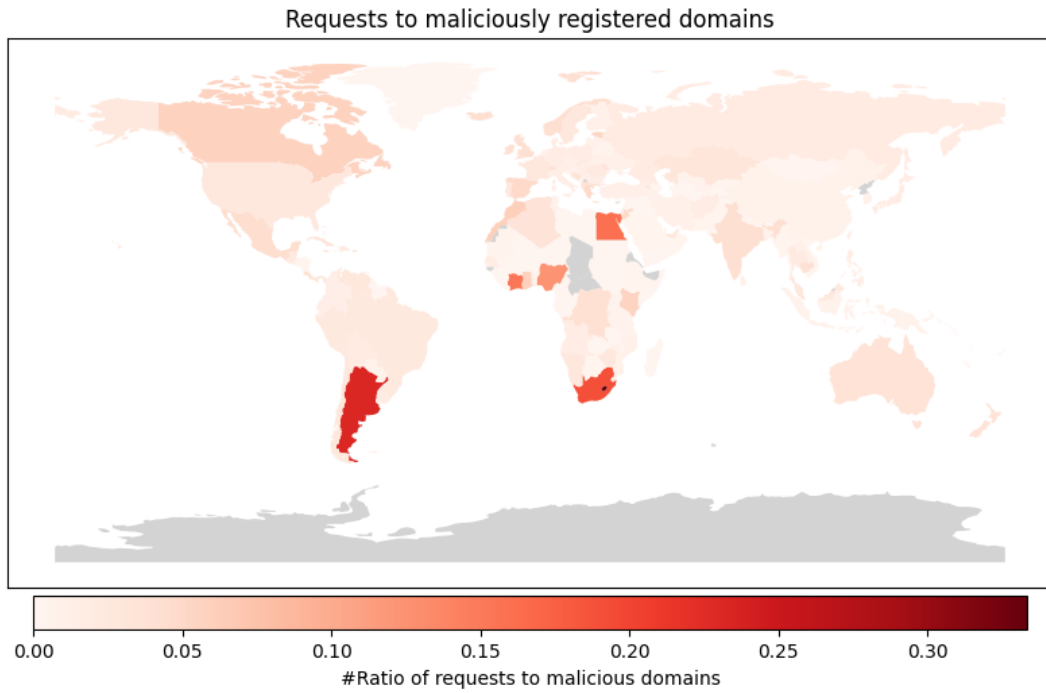 Requests to maliciously registered domains
0.00 0.05 0.10 0.15 0.20 0.25 0.30
#Ratio of requests to malicious domains